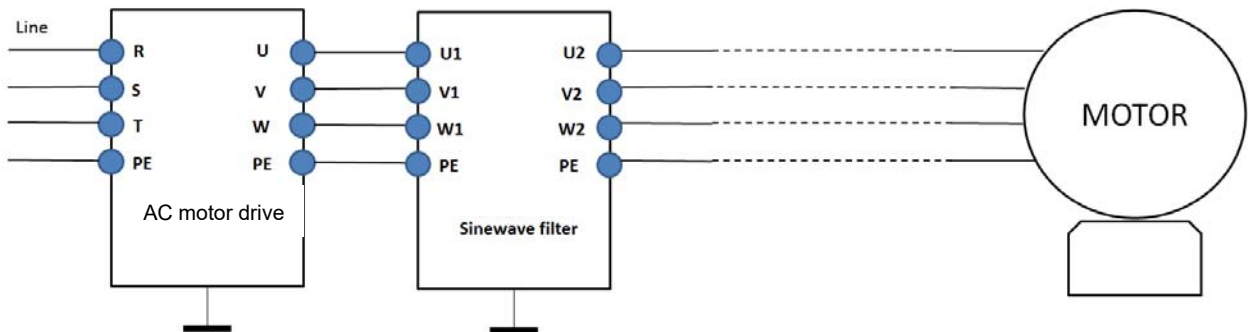 Line
R U U1 U2
S V V1 V2
T W W1 W2
PE PE PE PE
MOTOR
AC motor drive
Sinewave filter